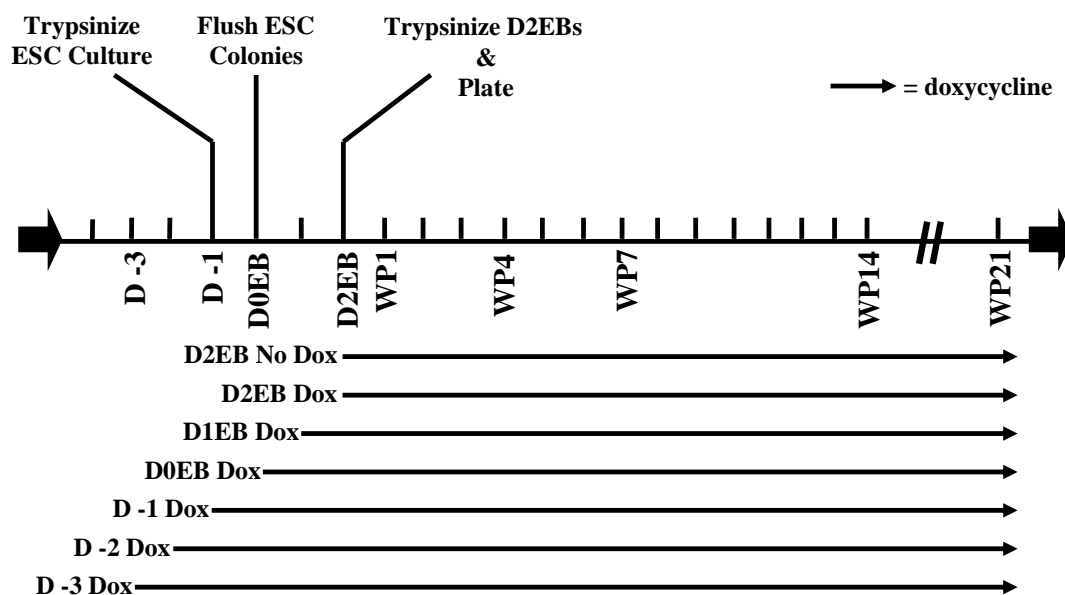 Trypsinize
ESC Culture
Flush ESC
Colonies
Trypsinize D2EBs
&
Plate
= doxycycline
D -3
D -1
D0EB
D2EB
WP1
WP4
WP7
WP14
WP21
D2EB No Dox
D2EB Dox
D1EB Dox
D0EB Dox
D -1 Dox
D -2 Dox
D -3 Dox